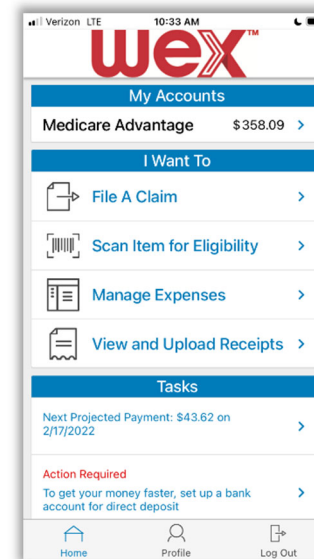 Verizon LTE 10:33 AM
wex™
My Accounts
Medicare Advantage $358.09
I Want To
File A Claim
Scan Item for Eligibility
Manage Expenses
View and Upload Receipts
Tasks
Next Projected Payment: $43.62 on
2/17/2022
Action Required
To get your money faster, set up a bank
account for direct deposit
Home Profile Log Out